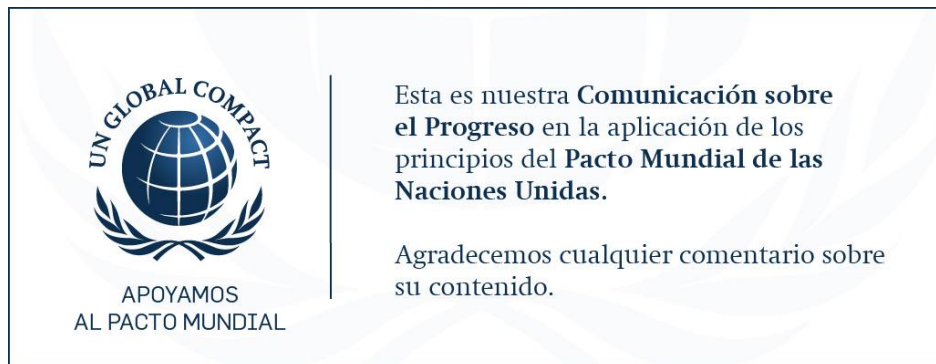 UN GLOBAL COMPACT
APOYAMOS
AL PACTO MUNDIAL
Esta es nuestra Comunicación sobre
el Progreso en la aplicación de los
principios del Pacto Mundial de las
Naciones Unidas.
Agradecemos cualquier comentario sobre
su contenido.